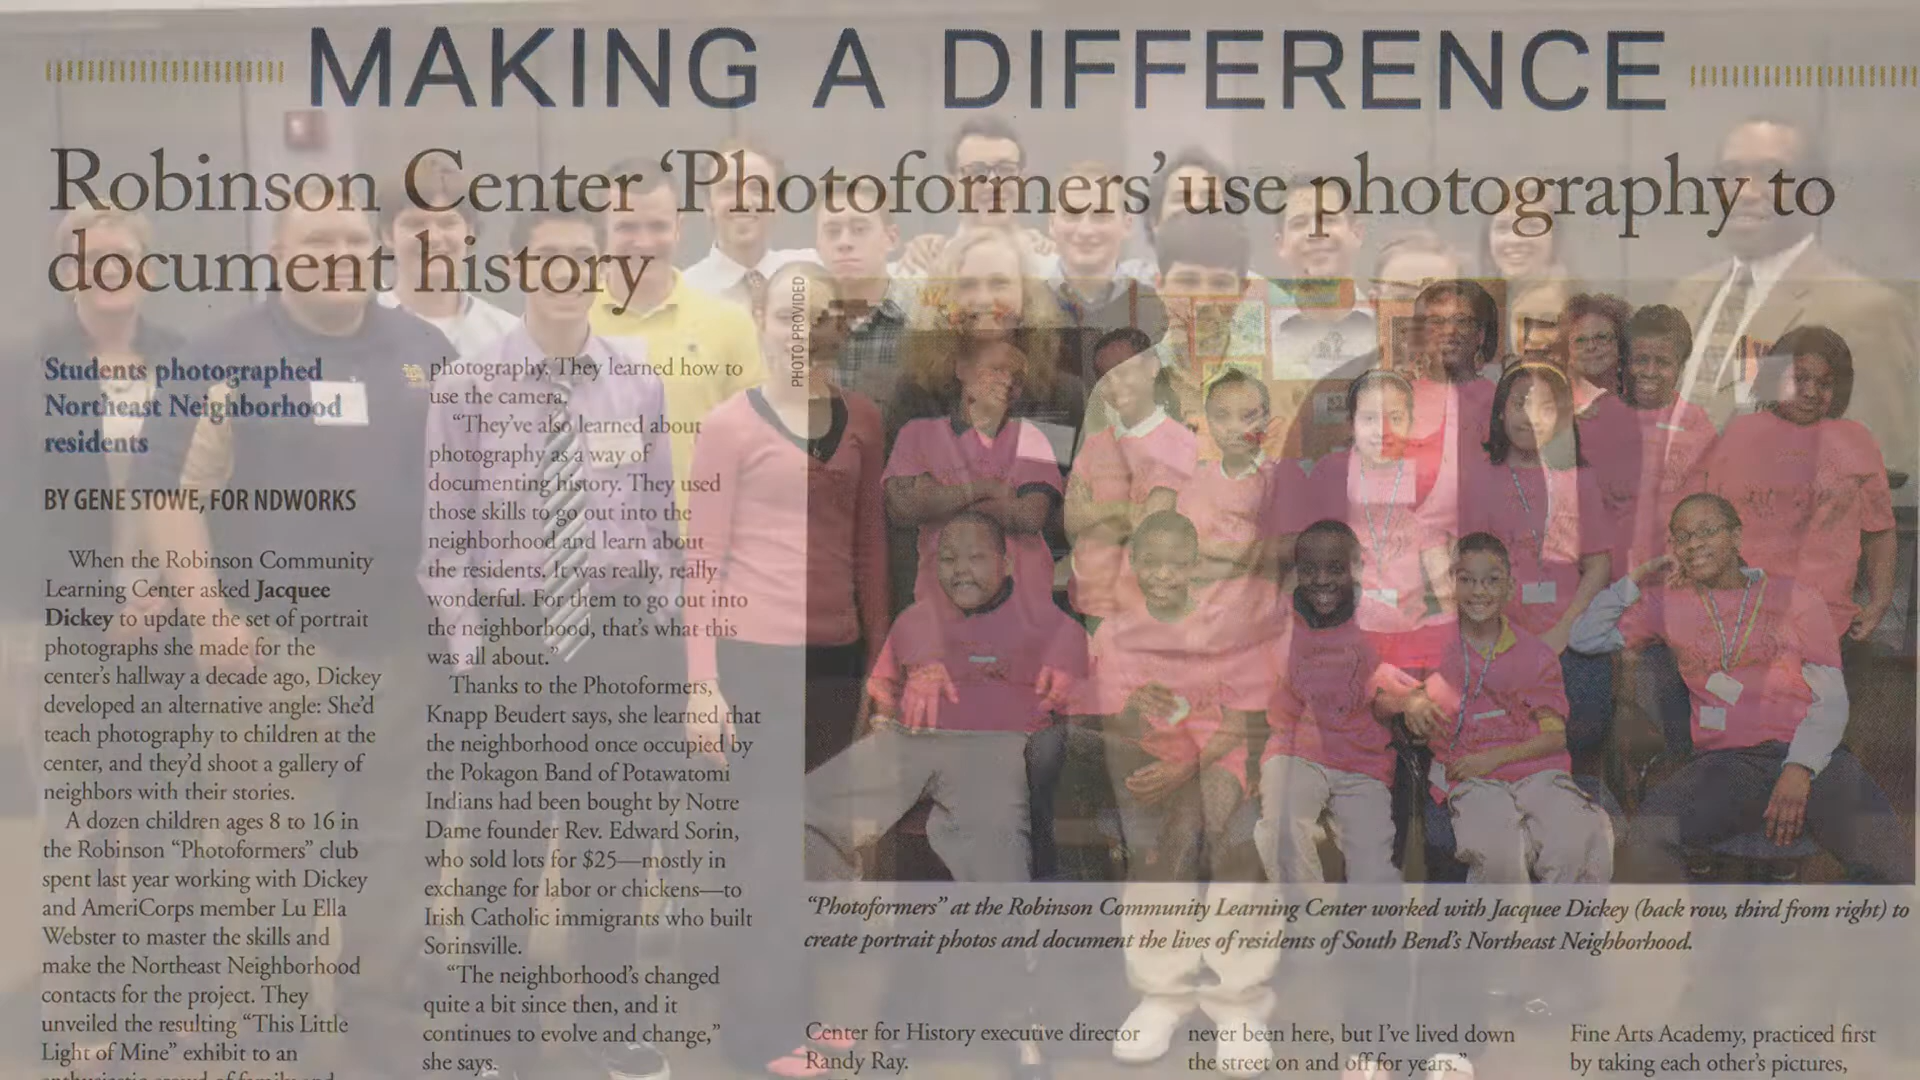 MAKING A DIFFERENCE
Robinson Center ‘Photoformers’ use photography to
document history
Students photographed
Northeast Neighborhood
residents
BY GENE STOWE, FOR NDWORKS
When the Robinson Community
Learning Center asked Jacquee
Dickey to update the set of portrait
photographs she made for the
center’s hallway a decade ago, Dickey
developed an alternative angle: She’d
teach photography to children at the
center, and they’d shoot a gallery of
neighbors with their stories.
A dozen children ages 8 to 16 in
the Robinson “Photoformers” club
spent last year working with Dickey
and AmeriCorps member Lu Ella
Webster to master the skills and
make the Northeast Neighborhood
contacts for the project. They
unveiled the resulting “This Little
Light of Mine” exhibit to an
photography. They learned how to
use the camera.
“They’ve also learned about
photography as a way of
documenting history. They used
those skills to go out into the
neighborhood and learn about
the residents. It was really, really
wonderful. For them to go out into
the neighborhood, that’s what this
was all about.”
Thanks to the Photoformers,
Knapp Beudert says, she learned that
the neighborhood once occupied by
the Pokagon Band of Potawatomi
Indians had been bought by Notre
Dame founder Rev. Edward Sorin,
who sold lots for $25—mostly in
exchange for labor or chickens—to
Irish Catholic immigrants who built
Sorinsville.
“The neighborhood’s changed
quite a bit since then, and it
continues to evolve and change,”
she says.
PHOTO PROVIDED
“Photoformers” at the Robinson Community Learning Center worked with Jacquee Dickey (back row, third from right) to
create portrait photos and document the lives of residents of South Bend’s Northeast Neighborhood.
Center for History executive director
Randy Ray.
never been here, but I’ve lived down
the street on and off for years.”
Fine Arts Academy, practiced first
by taking each other’s pictures,